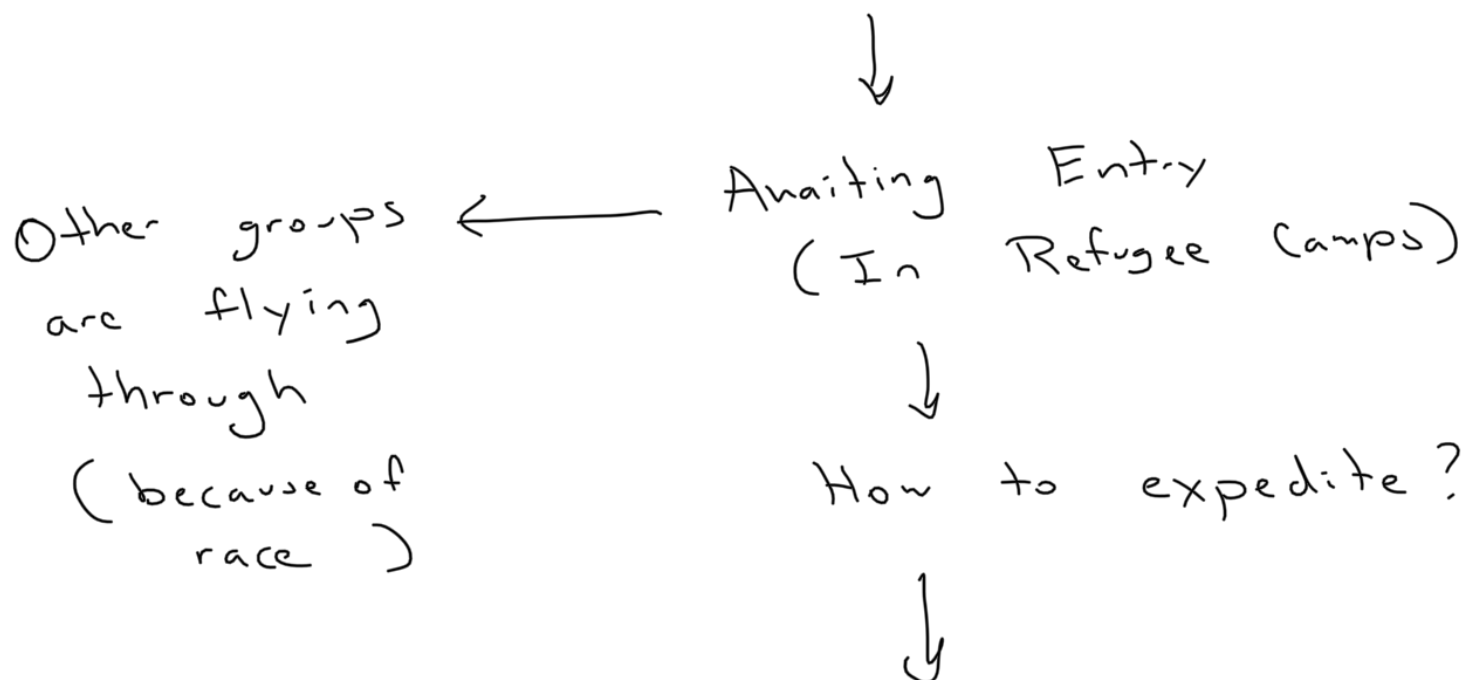 Awaiting Entry
(In Refugee Camps)
Other groups
are flying
through
(because of
race)
How to expedite?